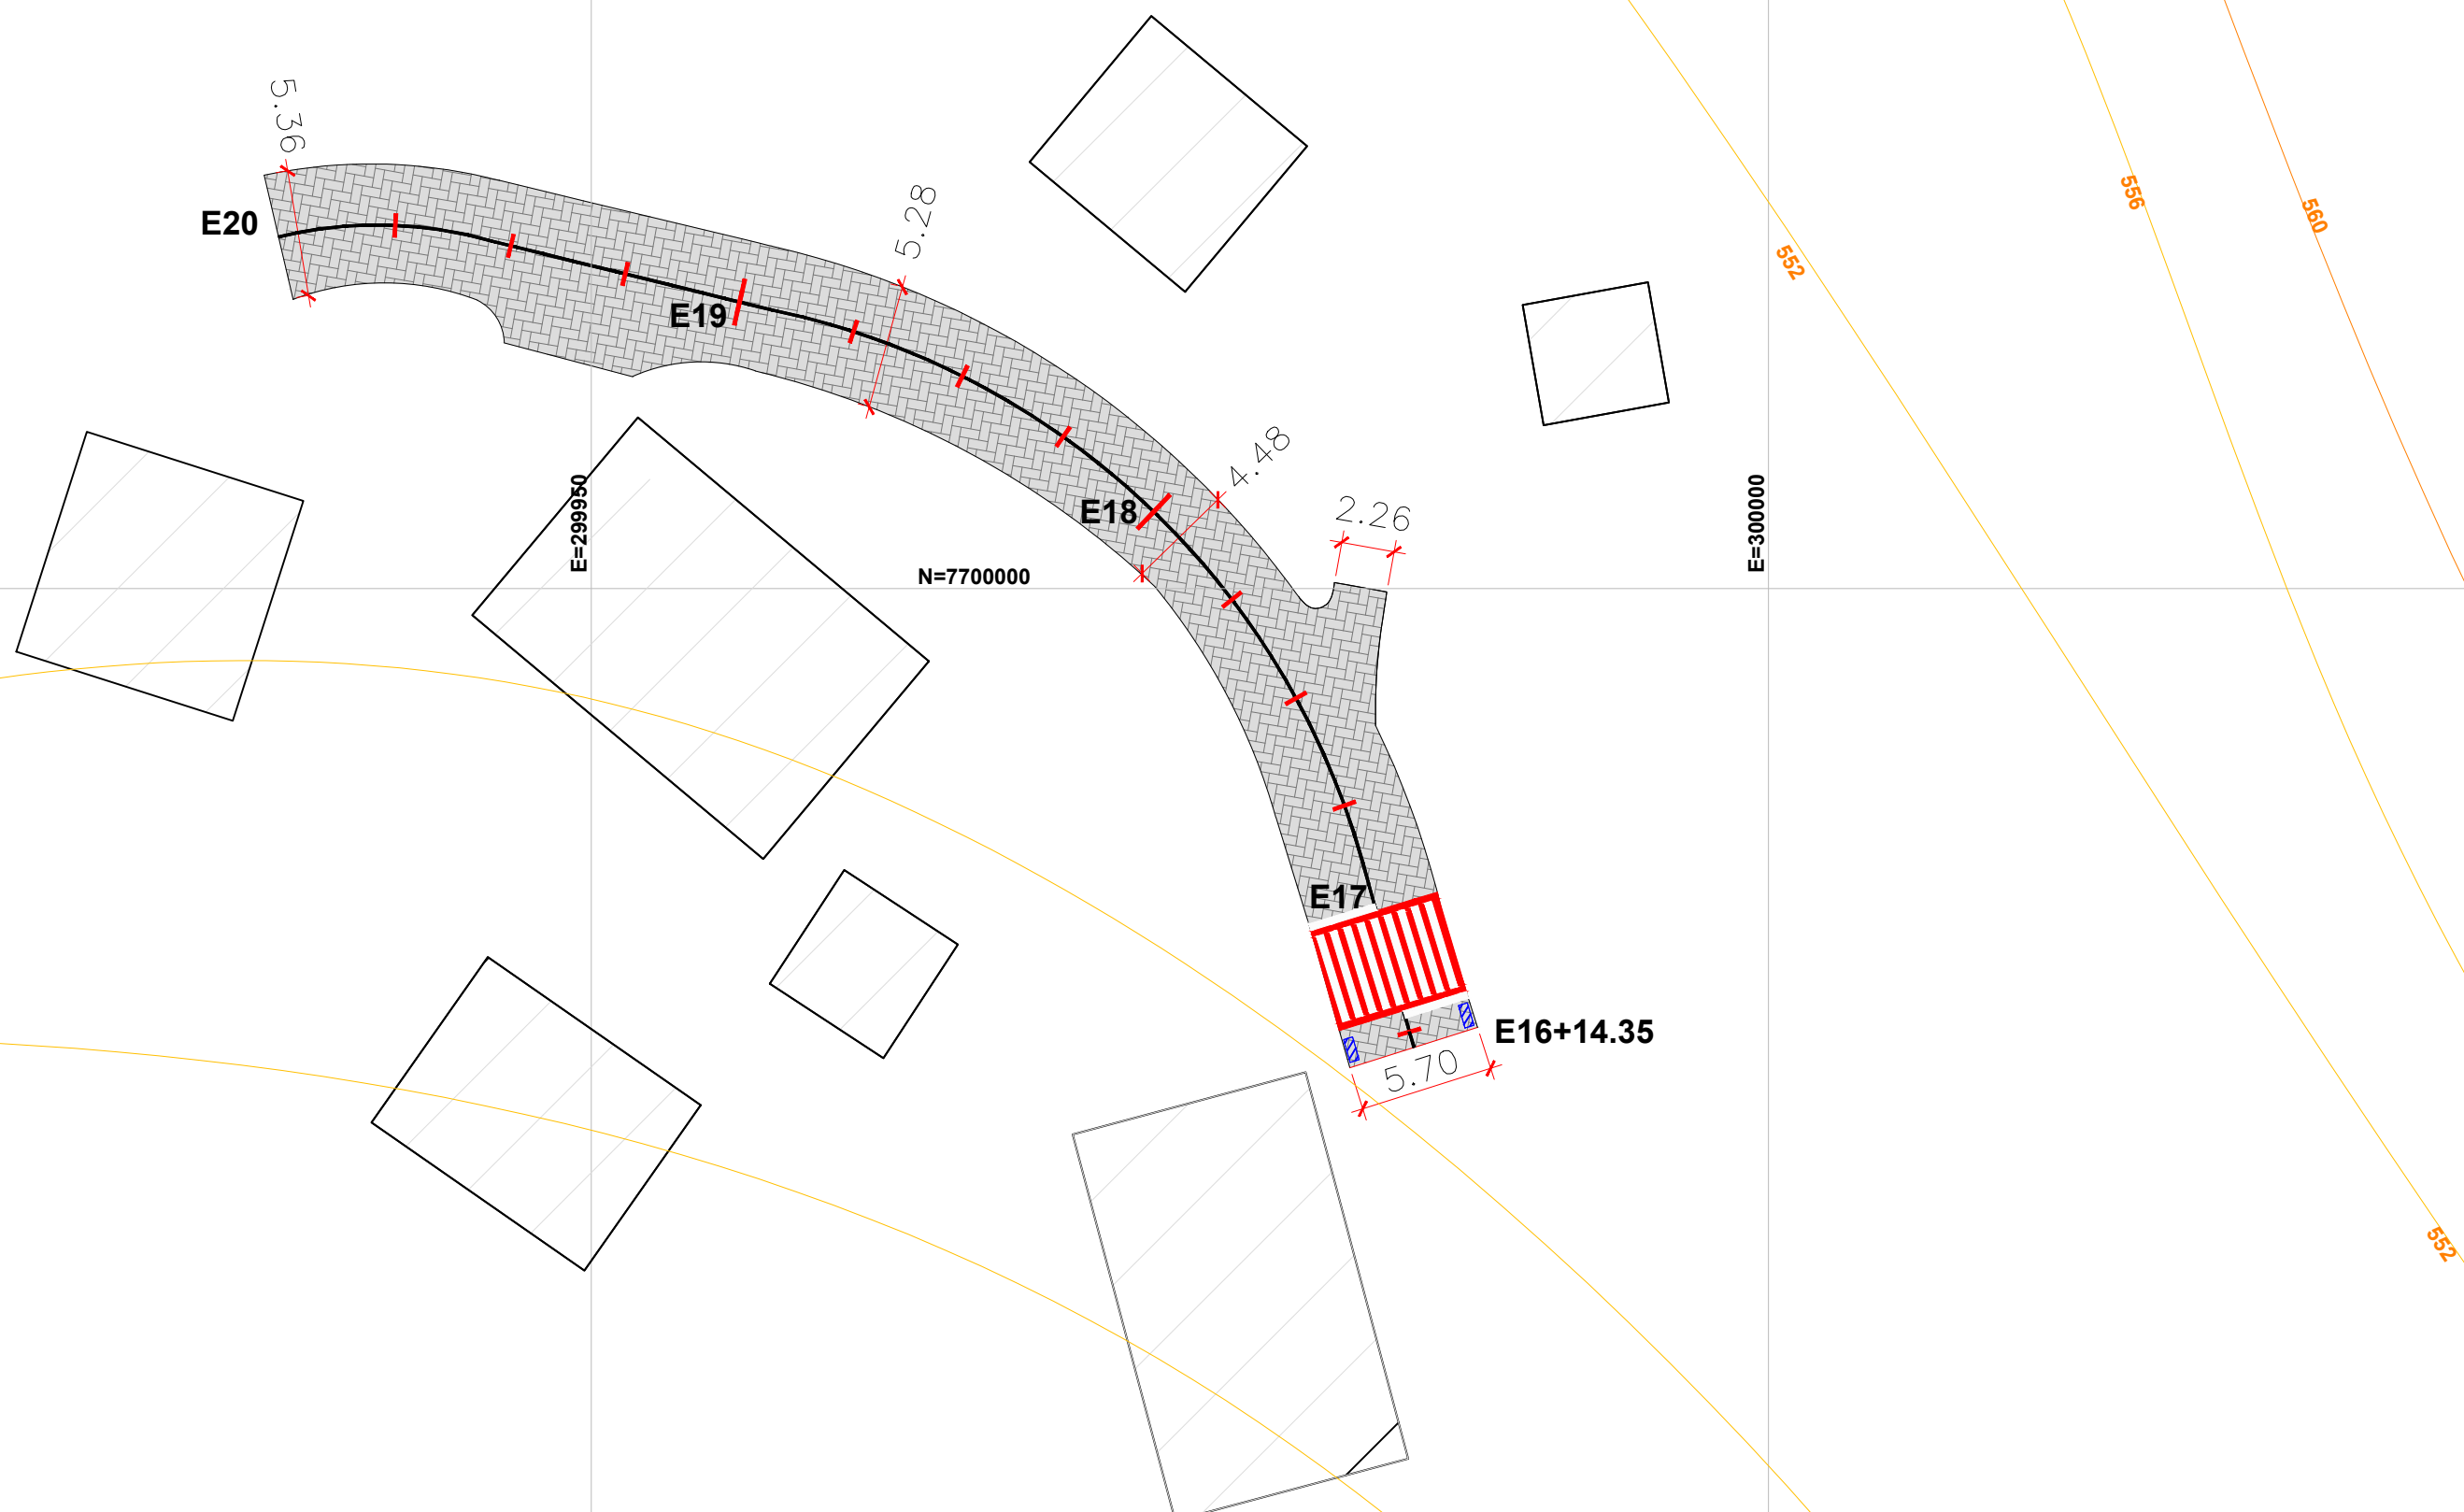 5.36
E20
5.28
E19
556
560
552
4.48
E18
2.26
E=299950
N=7700000
E=300000
E17
E16+14.35
5.70
552